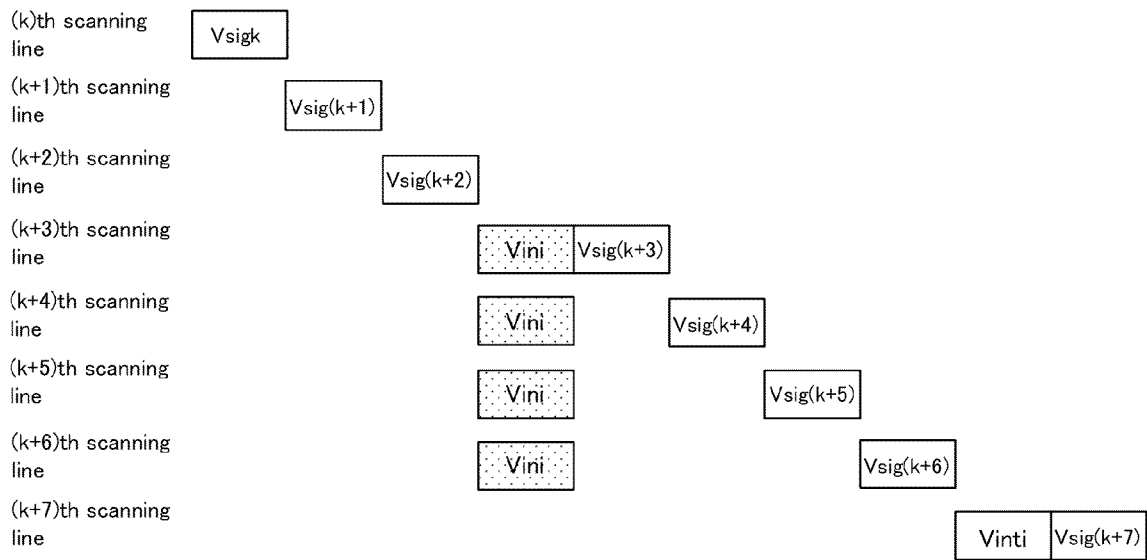 (k)th scanning
line
Vsigk
(k+1)th scanning
line
Vsig(k+1)
(k+2)th scanning
line
Vsig(k+2)
(k+3)th scanning
line
Vini
Vsig(k+3)
(k+4)th scanning
line
Vini
Vsig(k+4)
(k+5)th scanning
line
Vini
Vsig(k+5)
(k+6)th scanning
line
Vini
Vsig(k+6)
(k+7)th scanning
line
Vinti
Vsig(k+7)